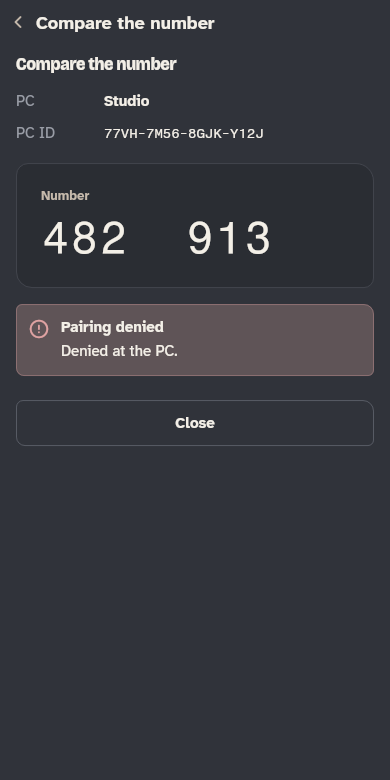 Compare the number
Compare the number
PC Studio
PC ID 77VH-7M56-8GJK-Y12J
Number
482 913
Pairing denied
Denied at the PC.
Close